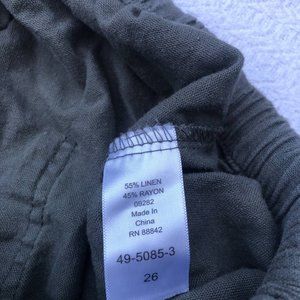 55% LINEN
45% RAYON
09282
Made In
China
RN 88842
49-5085-3
26